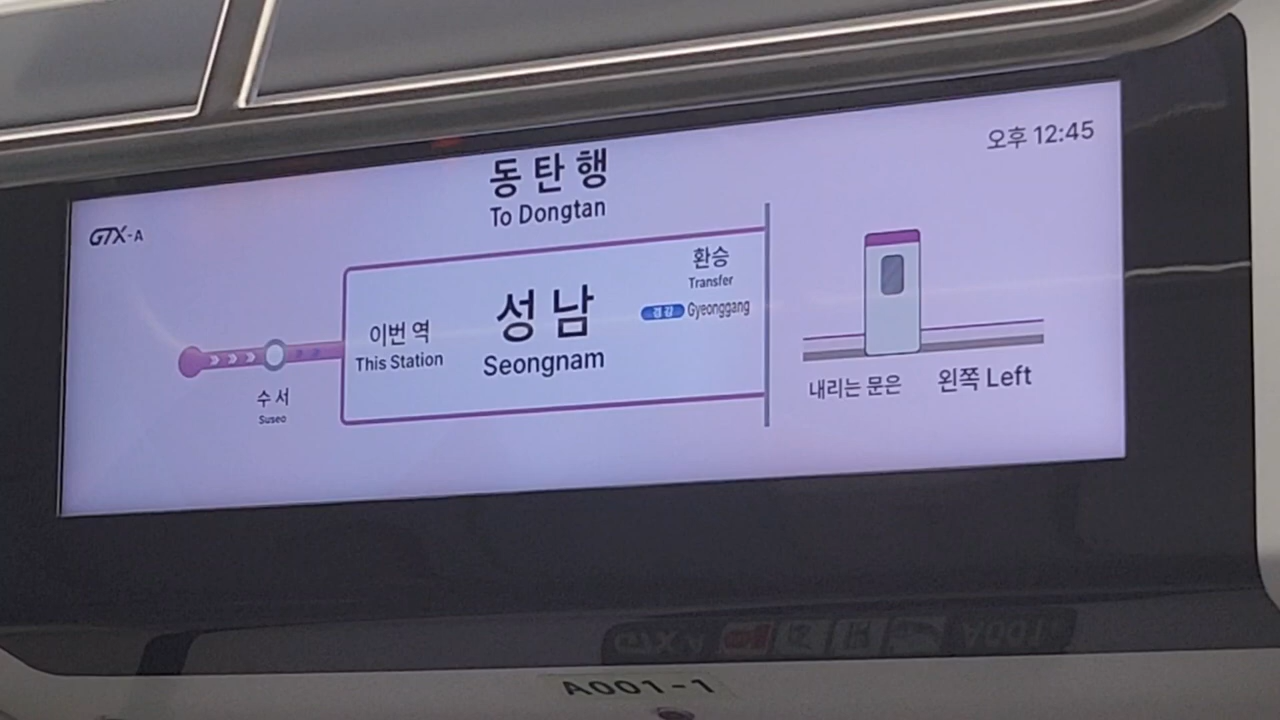 오후 12:45
동탄행
To Dongtan
GTX-A
환승
Transfer
경강 Gyeonggang
이번 역
This Station
성남
Seongnam
수서
Suseo
내리는 문은 왼쪽 Left
A001-1